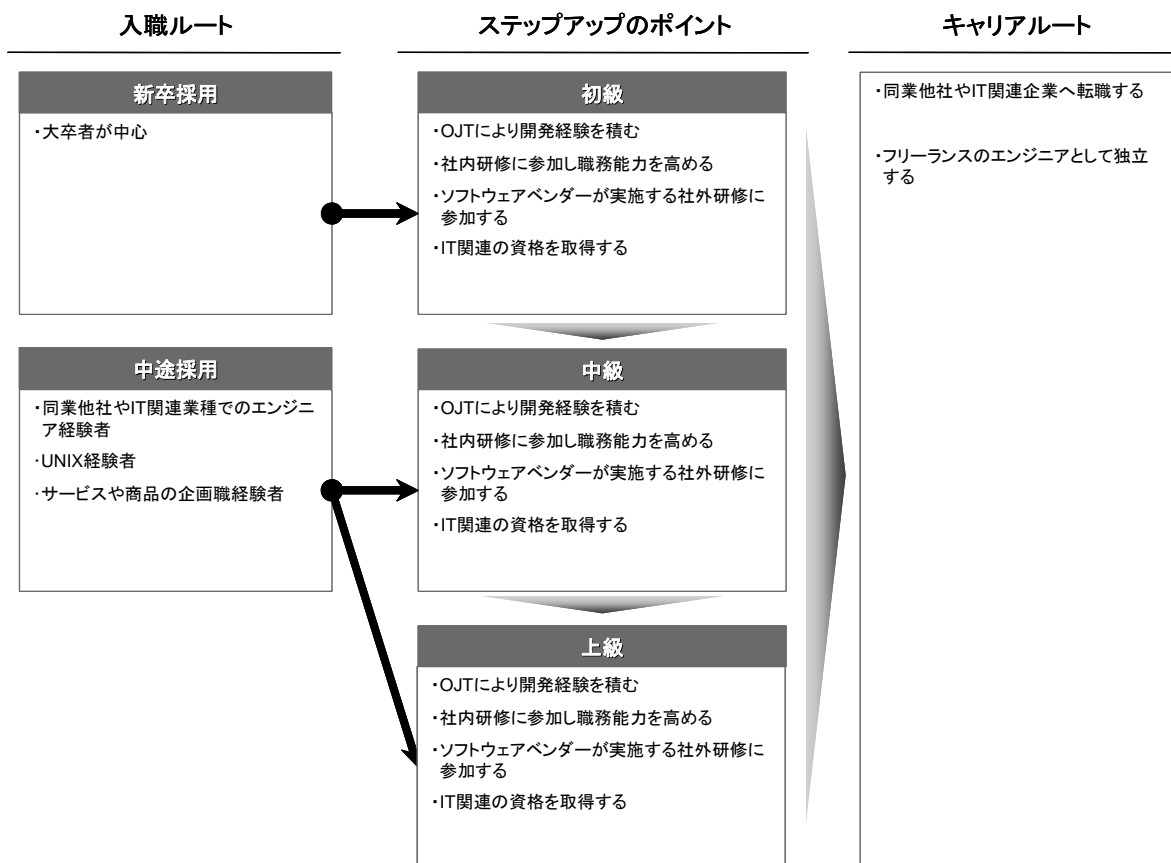 入職ルート
ステップアップのポイント
キャリアルート
新卒採用
・大卒者が中心
中途採用
・同業他社やIT関連業種でのエンジニ
ア経験者
・UNIX経験者
・サービスや商品の企画職経験者
初級
・OJTにより開発経験を積む
・社内研修に参加し職務能力を高める
・ソフトウェアベンダーが実施する社外研修に
参加する
・IT関連の資格を取得する
中級
・OJTにより開発経験を積む
・社内研修に参加し職務能力を高める
・ソフトウェアベンダーが実施する社外研修に
参加する
・IT関連の資格を取得する
上級
・OJTにより開発経験を積む
・社内研修に参加し職務能力を高める
・ソフトウェアベンダーが実施する社外研修に
参加する
・IT関連の資格を取得する
・同業他社やIT関連企業へ転職する
・フリーランスのエンジニアとして独立
する